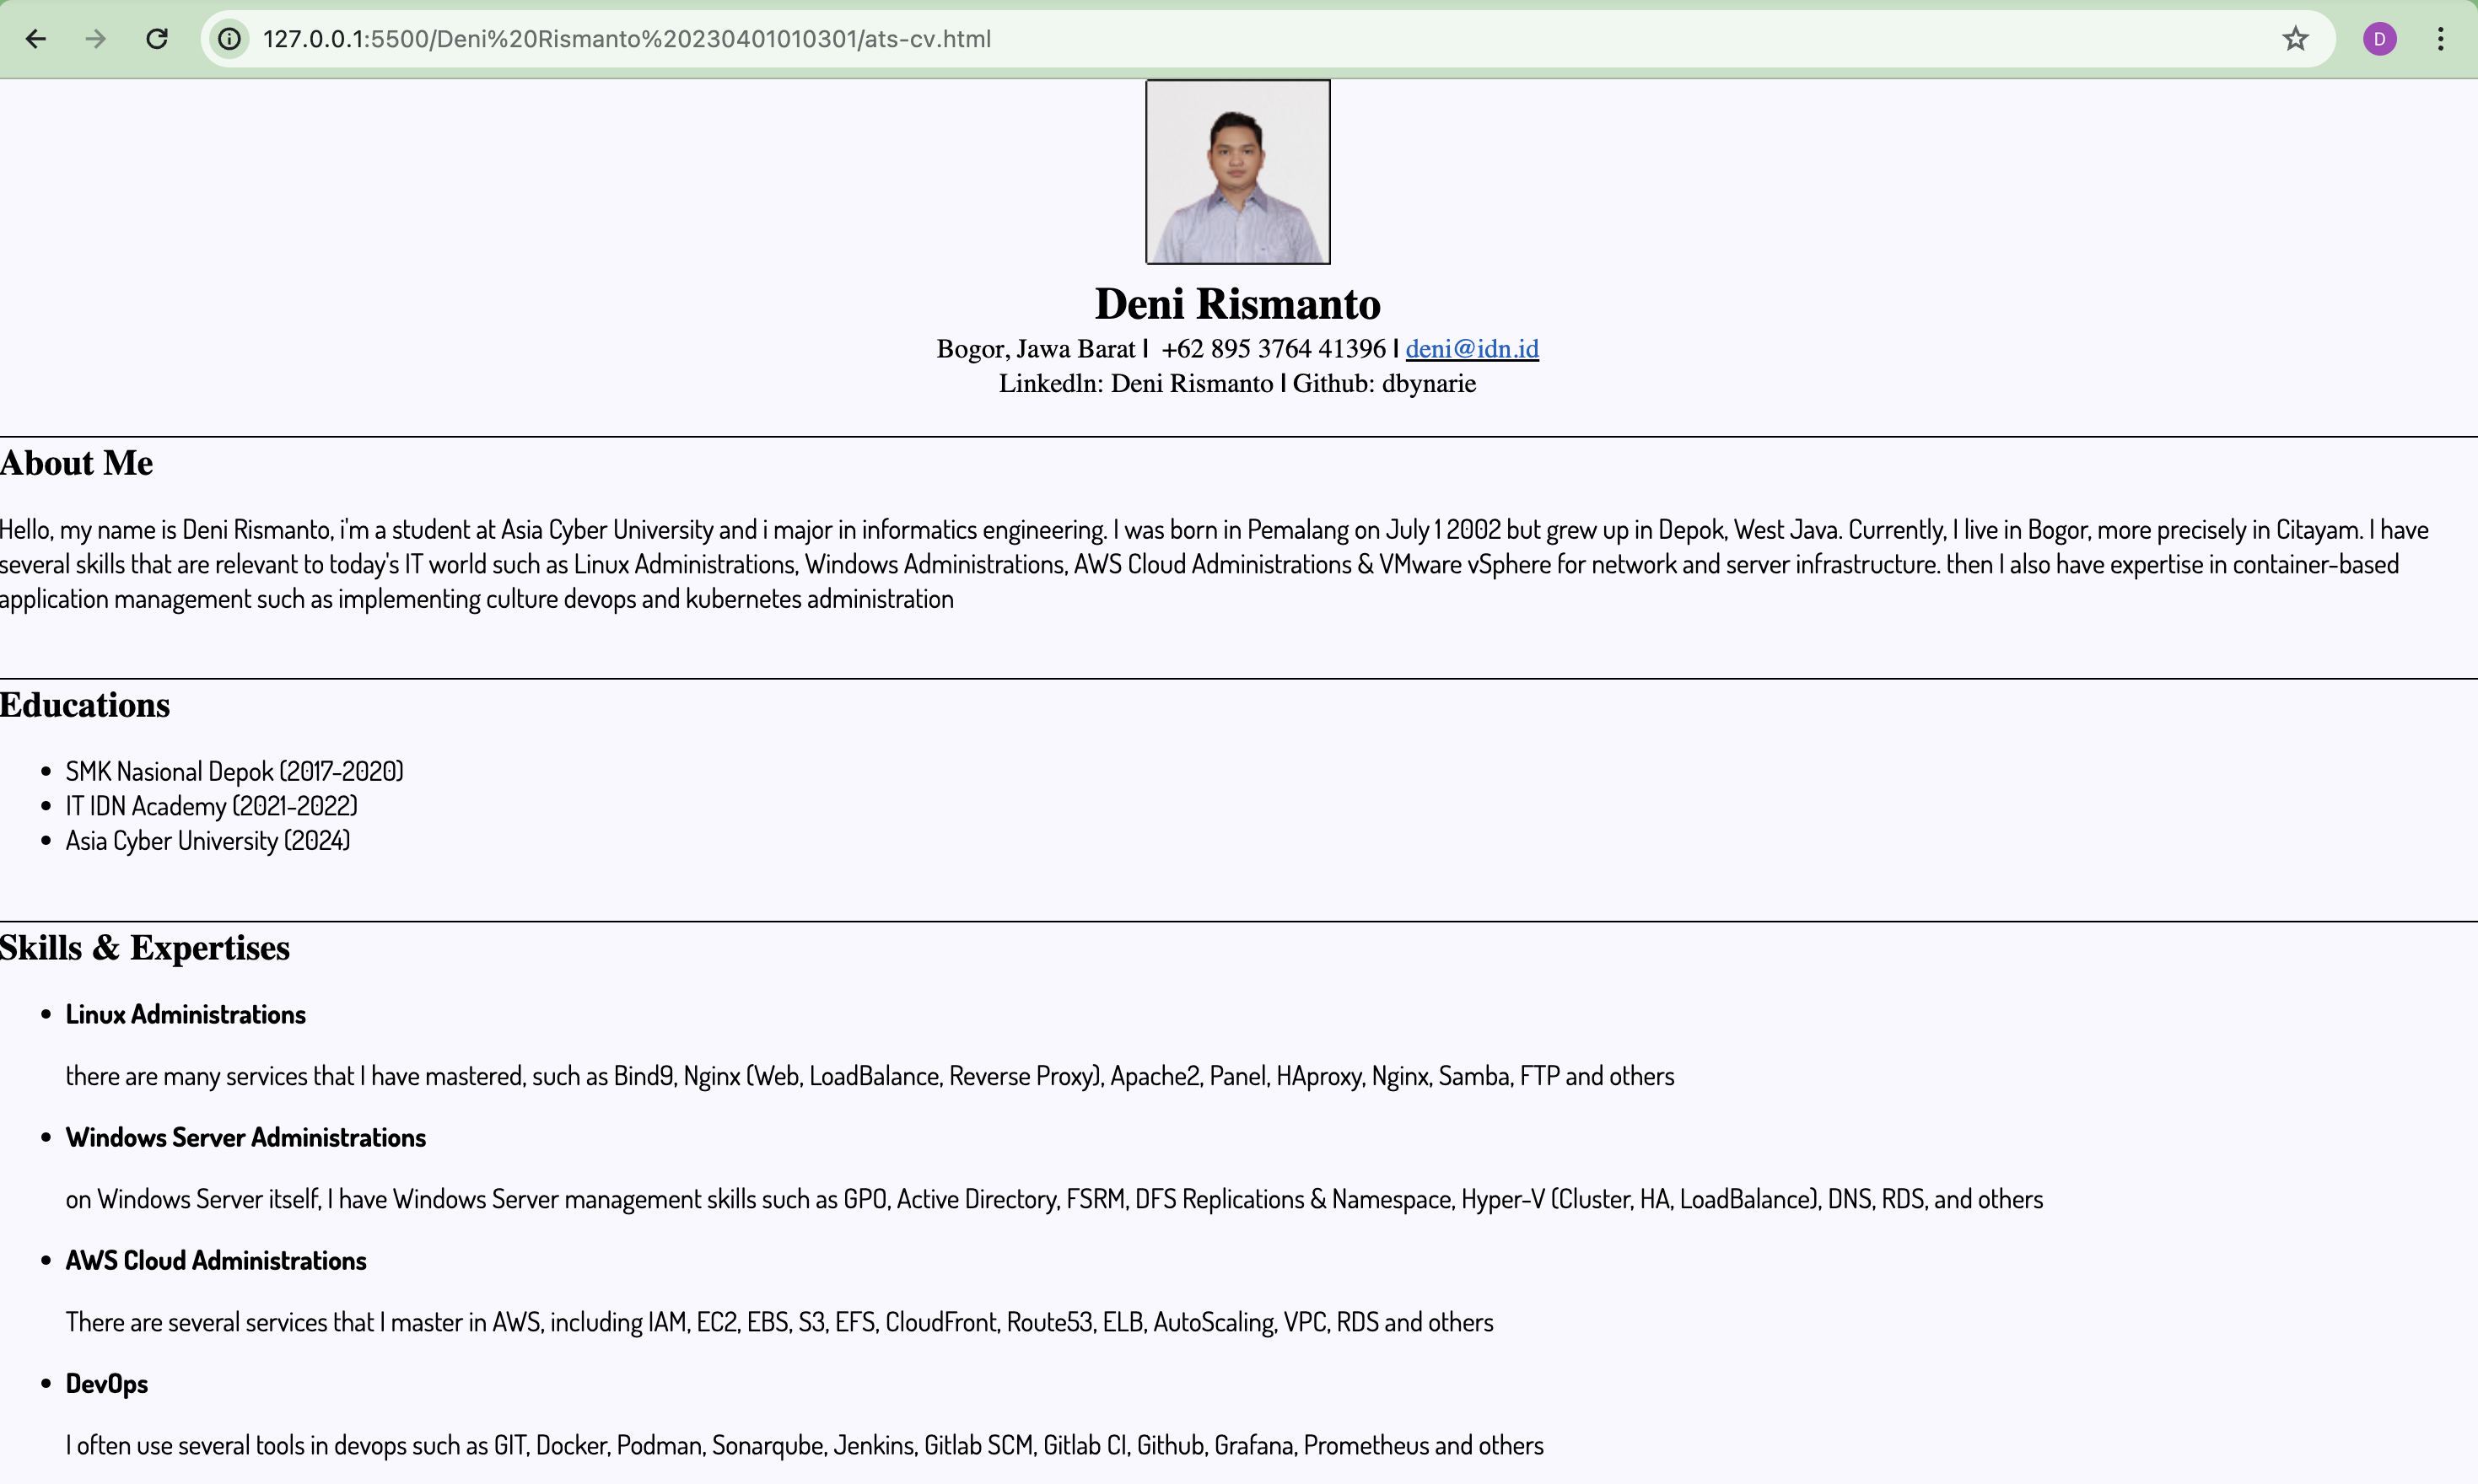 127.0.0.1:5500/Deni%20Rismanto%20230401010301/ats-cv.html
D
Deni Rismanto
Bogor, Jawa Barat | +62 895 3764 41396 | deni@idn.id
Linkedln: Deni Rismanto | Github: dbynarie
About Me
Hello, my name is Deni Rismanto, i'm a student at Asia Cyber University and i major in informatics engineering. I was born in Pemalang on July 1 2002 but grew up in Depok, West Java. Currently, I live in Bogor, more precisely in Citayam. I have
several skills that are relevant to today's IT world such as Linux Administrations, Windows Administrations, AWS Cloud Administrations & VMware vSphere for network and server infrastructure. then I also have expertise in container-based
application management such as implementing culture devops and kubernetes administration
Educations
• SMK Nasional Depok (2017-2020)
• IT IDN Academy (2021-2022)
• Asia Cyber University (2024)
Skills & Expertises
• Linux Administrations
there are many services that I have mastered, such as Bind9, Nginx (Web, LoadBalance, Reverse Proxy), Apache2, Panel, HAproxy, Nginx, Samba, FTP and others
• Windows Server Administrations
on Windows Server itself, I have Windows Server management skills such as GPO, Active Directory, FSRM, DFS Replications & Namespace, Hyper-V (Cluster, HA, LoadBalance), DNS, RDS, and others
• AWS Cloud Administrations
There are several services that I master in AWS, including IAM, EC2, EBS, S3, EFS, CloudFront, Route53, ELB, AutoScaling, VPC, RDS and others
• DevOps
I often use several tools in devops such as GIT, Docker, Podman, Sonarqube, Jenkins, Gitlab SCM, Gitlab CI, Github, Grafana, Prometheus and others